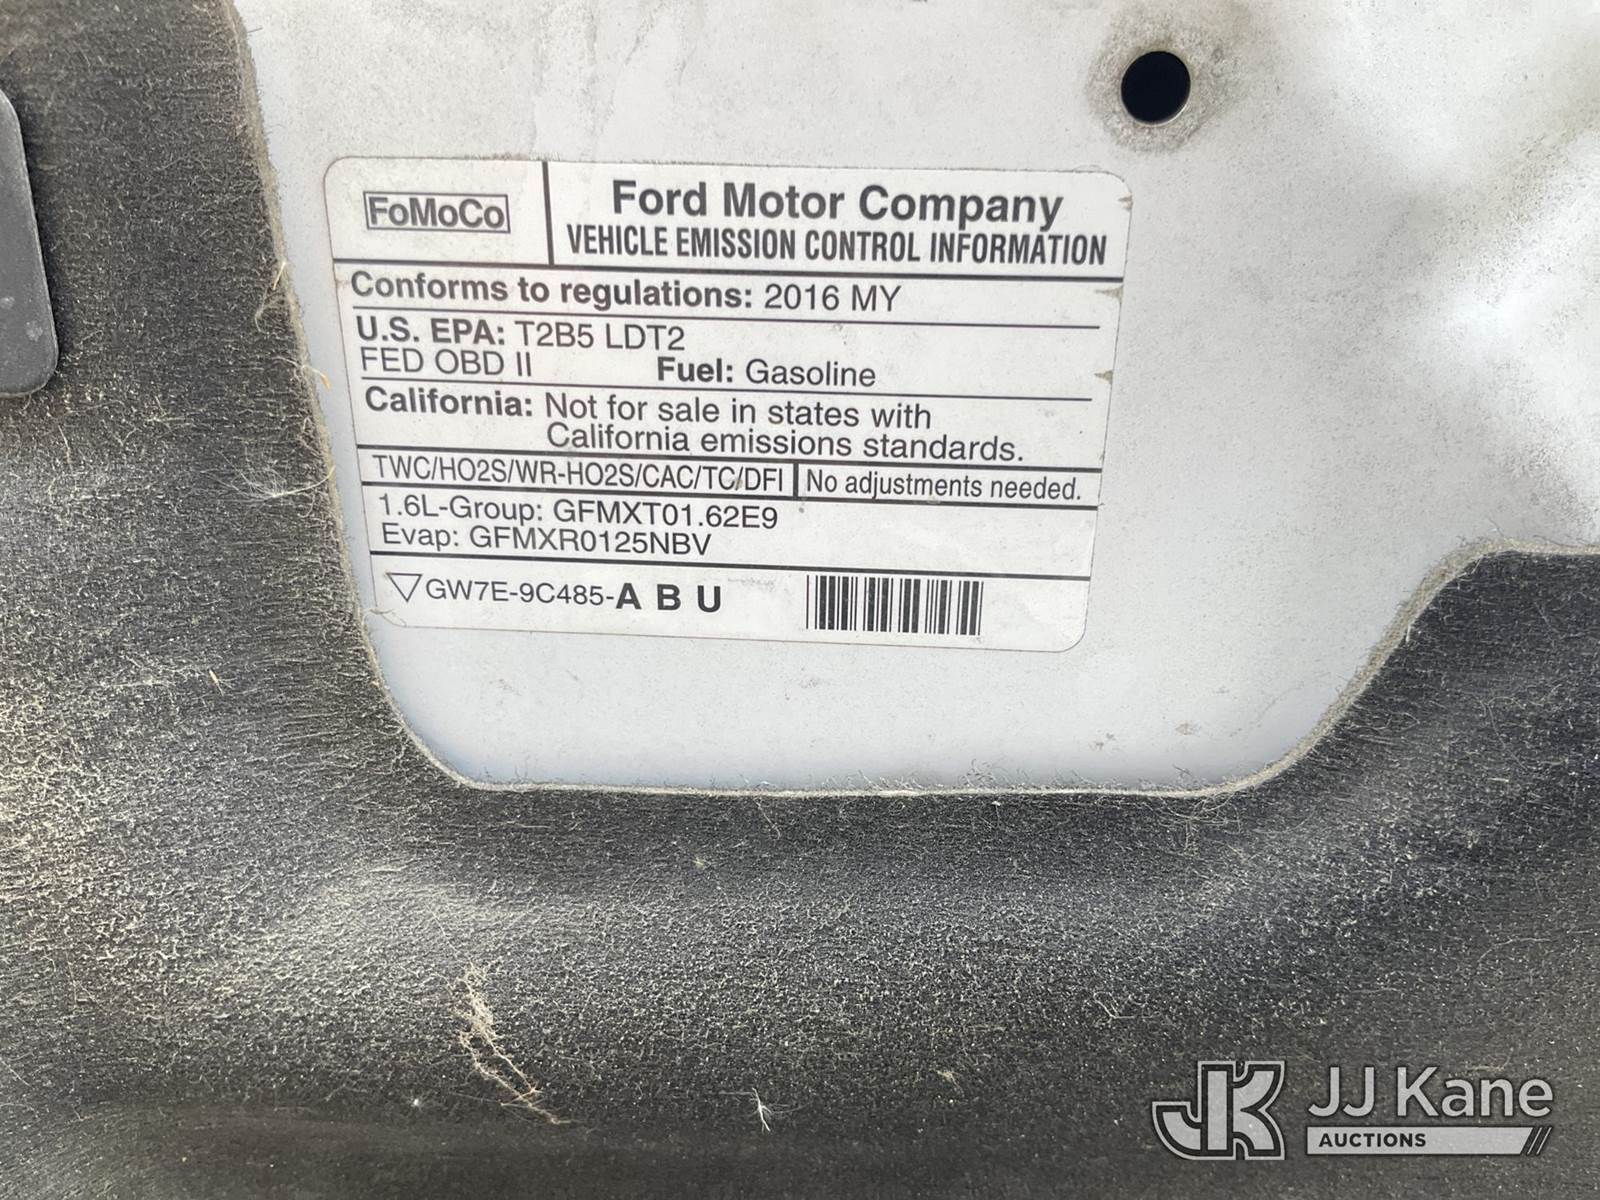 FoMoCo
Ford Motor Company
VEHICLE EMISSION CONTROL INFORMATION
Conforms to regulations: 2016 MY
U.S. EPA: T2B5 LDT2
FED OBD II Fuel: Gasoline
California: Not for sale in states with
California emissions standards.
TWC/HO2S/WR-HO2S/CAC/TC/DFI No adjustments needed.
1.6L-Group: GFMXT01.62E9
Evap: GFMXR0125NBV
GW7E-9C485-A B U
JK JJ Kane
AUCTIONS